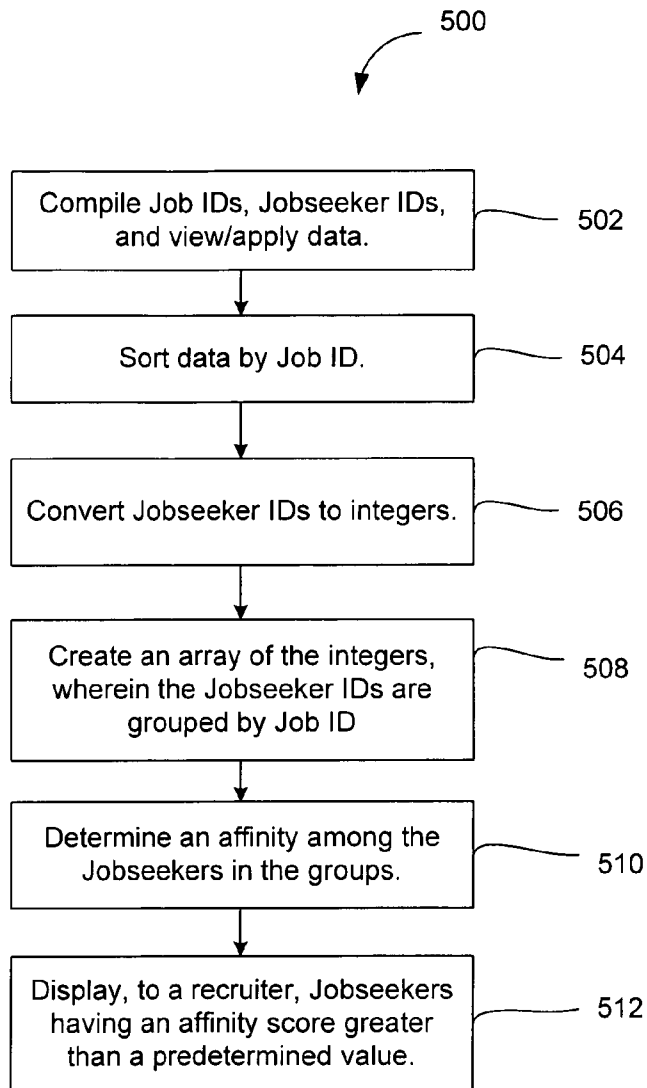 500
Compile Job IDs, Jobseeker IDs,
and view/apply data.
502
Sort data by Job ID.
504
Convert Jobseeker IDs to integers.
506
Create an array of the integers,
wherein the Jobseeker IDs are
grouped by Job ID
508
Determine an affinity among the
Jobseekers in the groups.
510
Display, to a recruiter, Jobseekers
having an affinity score greater
than a predetermined value.
512